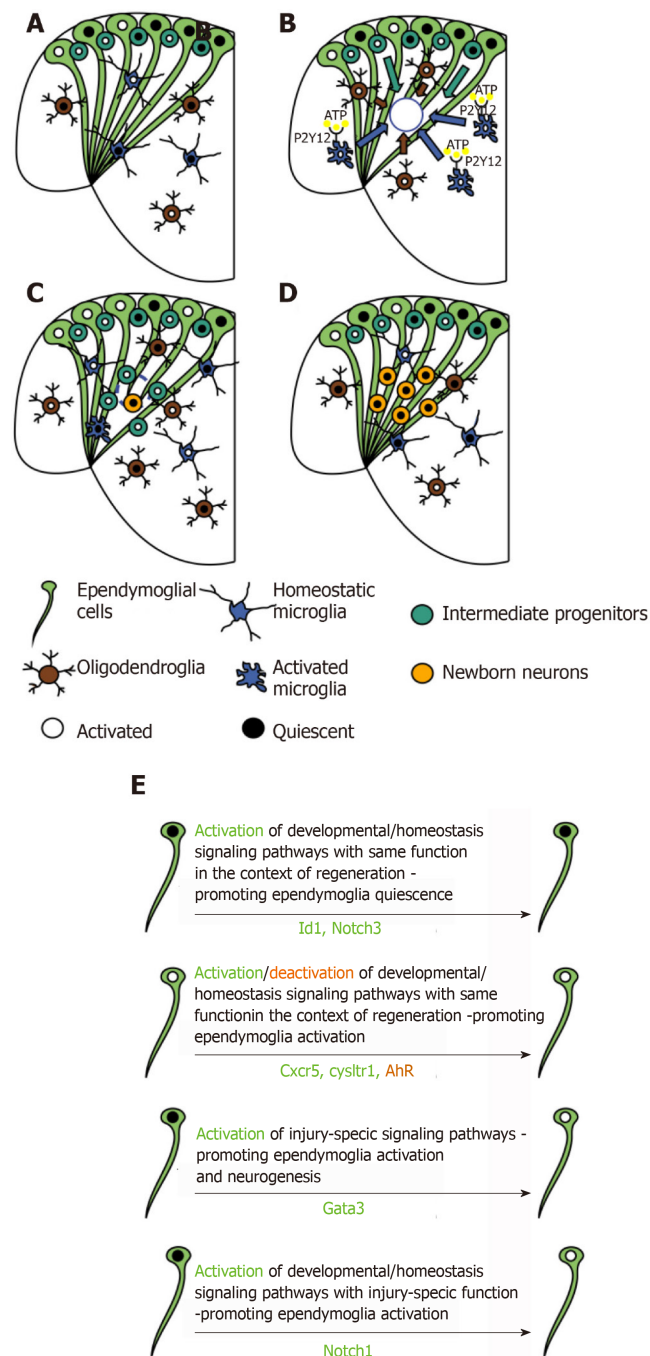 A
B
B
ATP
P2Y12
ATP
P2Y12
ATP
P2Y12
C
D
Ependymoglial
cells
Homeostatic
microglia
Intermediate progenitors
Oligodendroglia
Activated
microglia
Newborn neurons
Activated
Quiescent
E
Activation of developmental/homeostasis
signaling pathways with same function
in the context of regeneration -
promoting ependymoglia quiescence
Id1, Notch3
Activation/deactivation of developmental/
homeostasis signaling pathways with same
functionin the context of regeneration -promoting
ependymoglia activation
Cxcr5, cysltr1, AhR
Activation of injury-specic signaling pathways -
promoting ependymoglia activation
and neurogenesis
Gata3
Activation of developmental/homeostasis
signaling pathways with injury-specic function
-promoting ependymoglia activation
Notch1